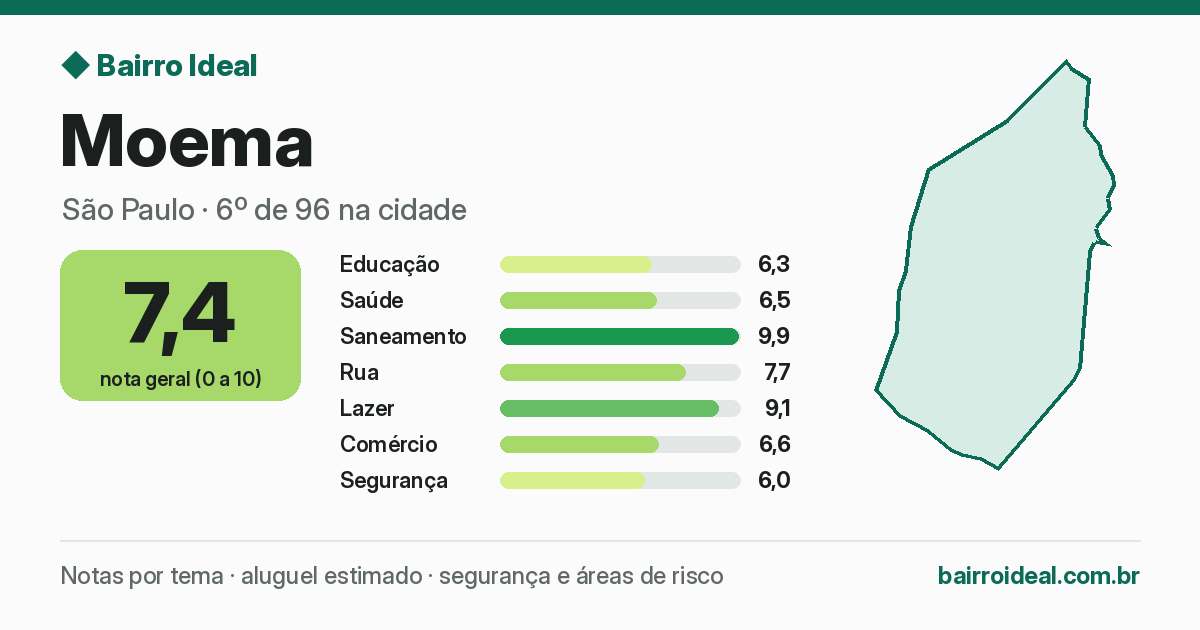 Bairro Ideal
Moema
São Paulo · 6º de 96 na cidade
7,4
nota geral (0 a 10)
Educação 6,3
Saúde 6,5
Saneamento 9,9
Rua 7,7
Lazer 9,1
Comércio 6,6
Segurança 6,0
Notas por tema · aluguel estimado · segurança e áreas de risco
bairroideal.com.br